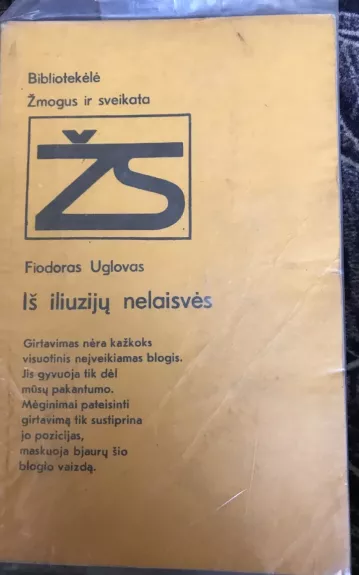 Bibliotekėlė
Žmogus ir sveikata
ŽS
Fiodoras Uglovas
Iš iliuzijų nelaisvės
Girtavimas nėra kažkoks
visuotinis neįveikiamas blogis.
Jis gyvuoja tik dėl
mūsų pakantumo.
Mėginimai pateisinti
girtavimą tik sustiprina
jo pozicijas,
maskuoja bjaurų šio
blogio vaizdą.